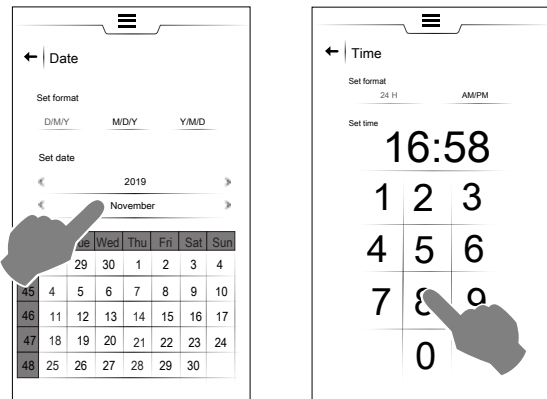 Date
Set format
D/M/Y M/D/Y Y/M/D
Set date
2019
November
ue Wed Thu Fri Sat Sun
29 30 1 2 3 4
45 4 5 6 7 8 9 10
46 11 12 13 14 15 16 17
47 18 19 20 21 22 23 24
48 25 26 27 28 29 30
Time
Set format
24 H AM/PM
Set time
16:58
1 2 3
4 5 6
7 8 9
0